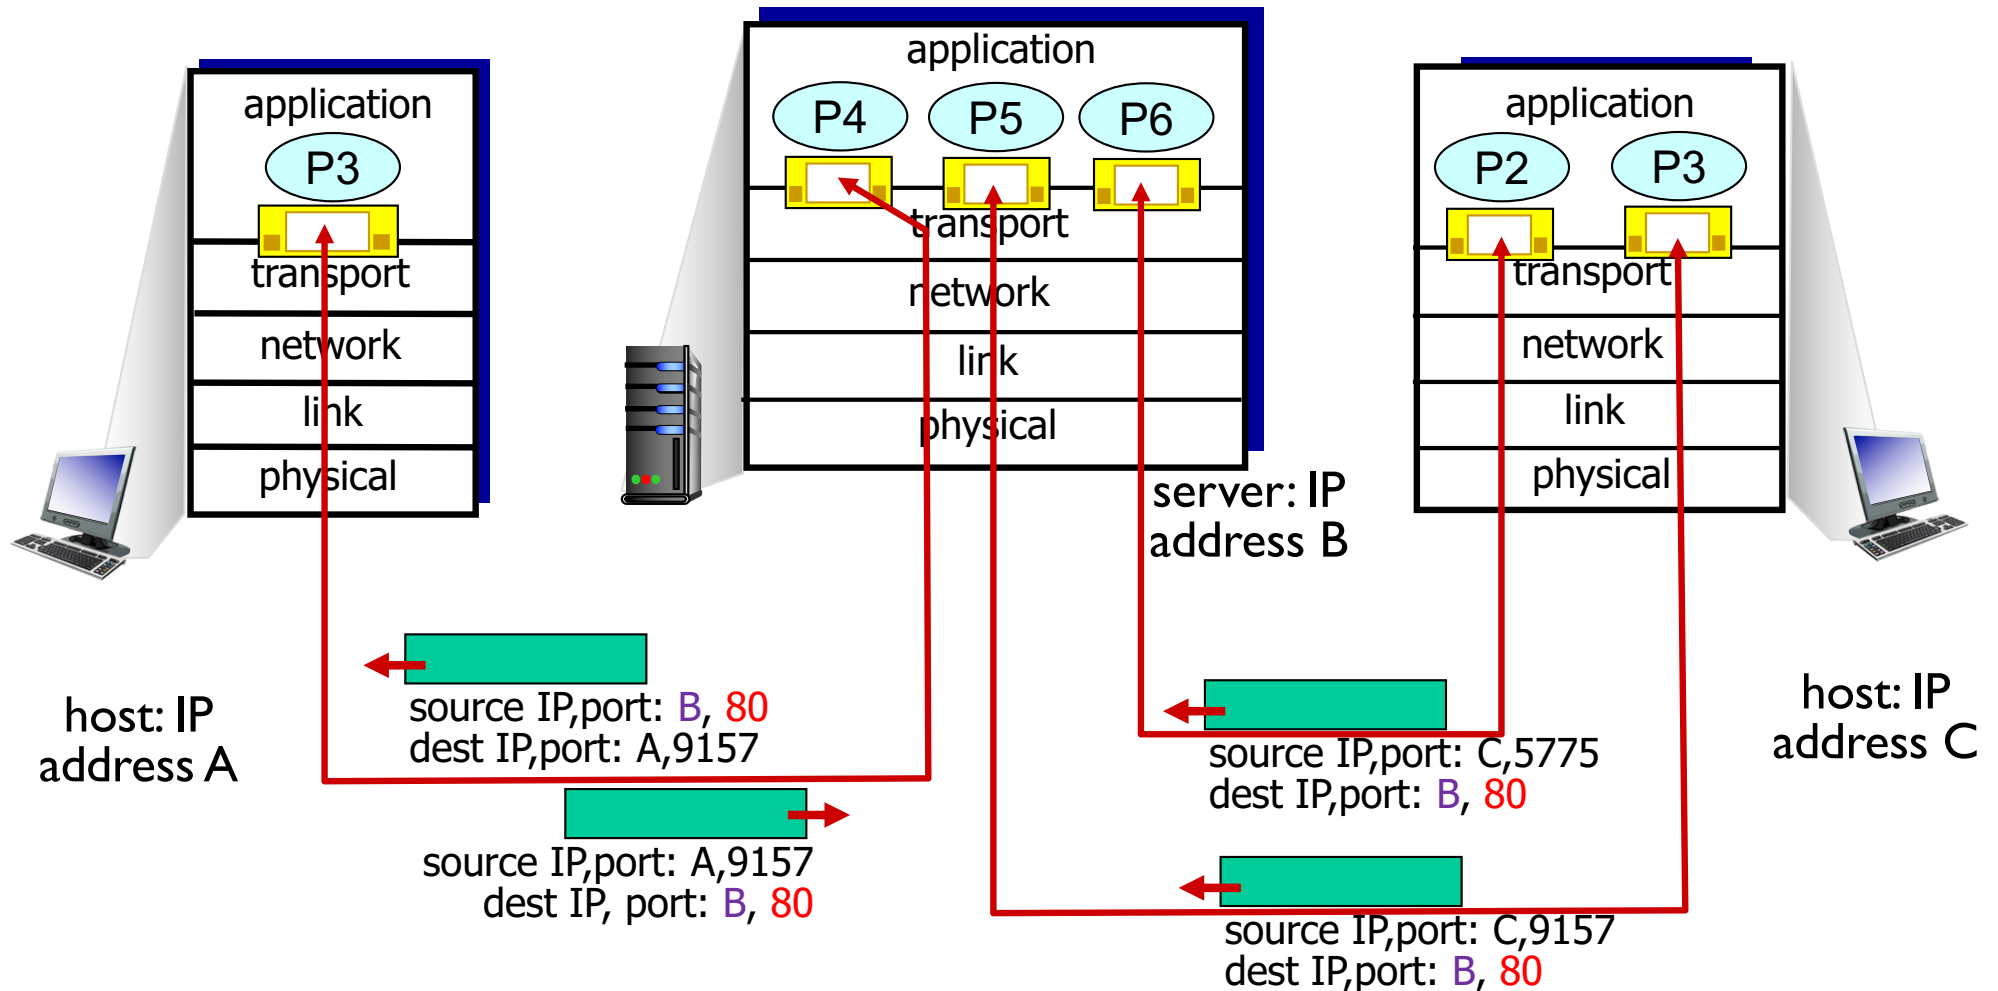 application
P3
transport
network
link
physical
host: IP
address A
application
P4
P5
P6
transport
network
link
physical
server: IP
address B
application
P2
P3
transport
network
link
physical
host: IP
address C
source IP,port: B, 80
dest IP,port: A,9157
source IP,port: A,9157
dest IP, port: B, 80
source IP,port: C,5775
dest IP,port: B, 80
source IP,port: C,9157
dest IP,port: B, 80